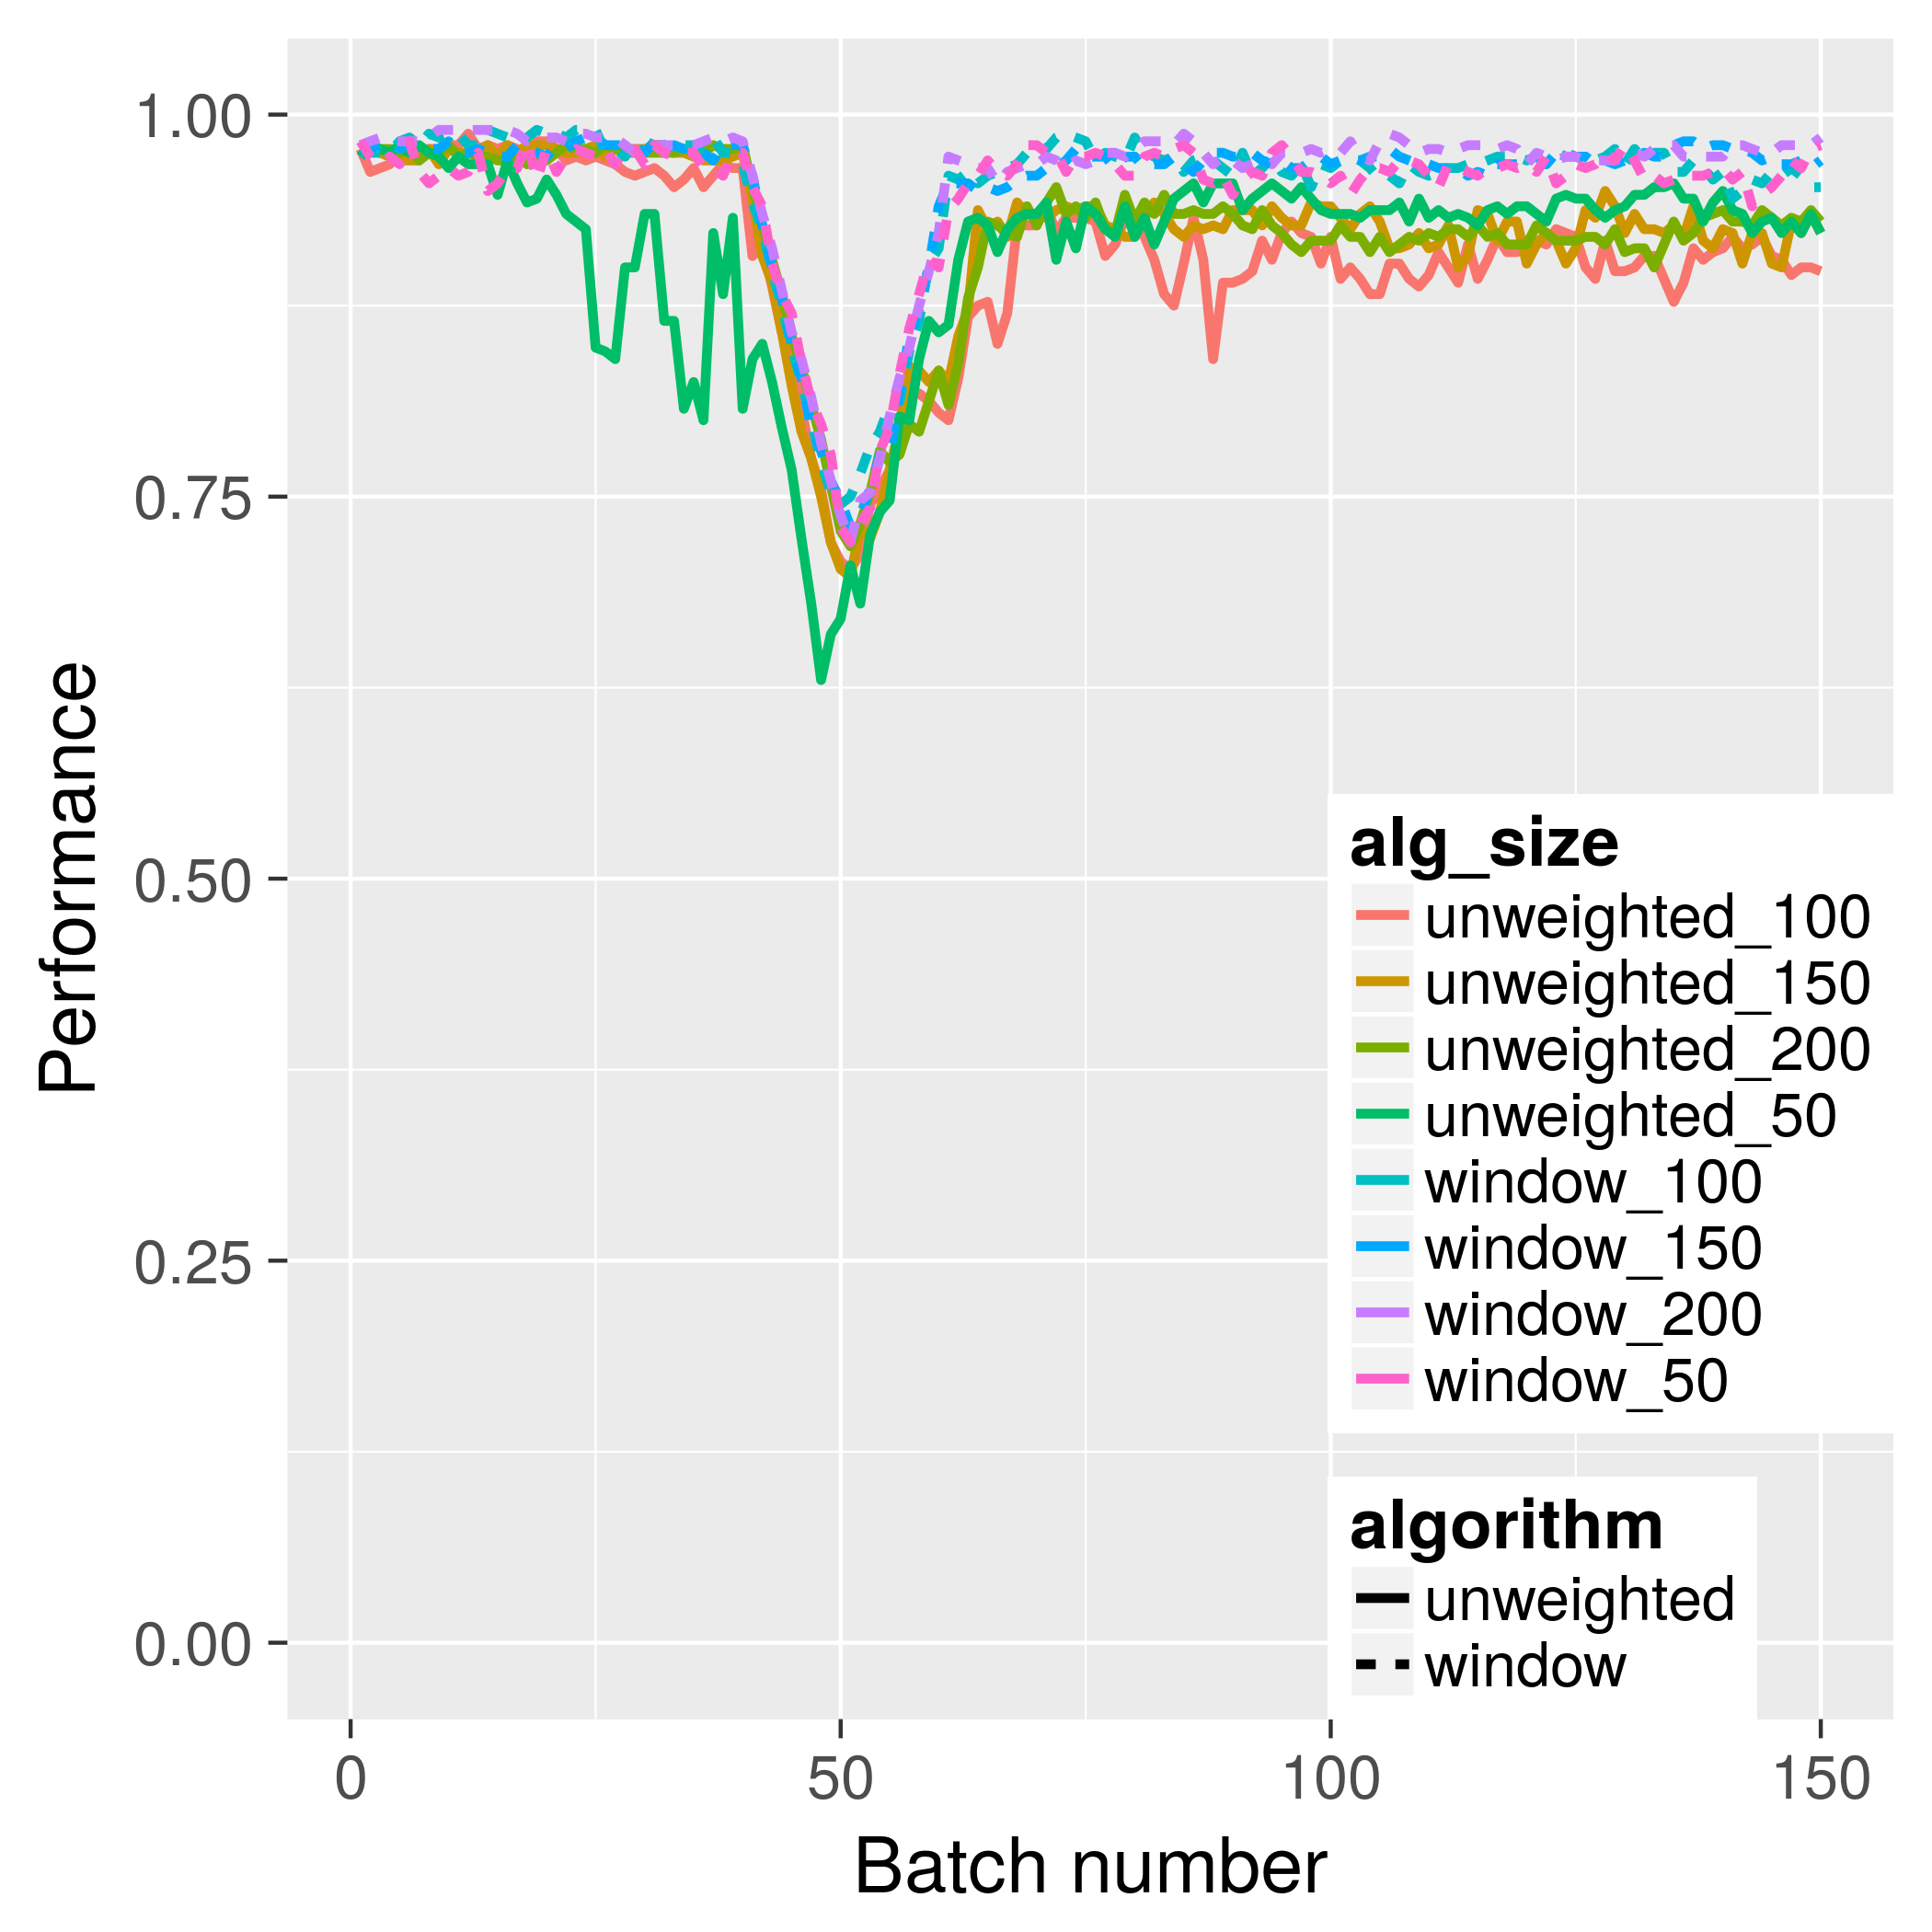 1.00
0.75
0.50
0.25
0.00
Performance
0
50
100
150
Batch number
alg_size
unweighted_100
unweighted_150
unweighted_200
unweighted_50
window_100
window_150
window_200
window_50
algorithm
unweighted
window